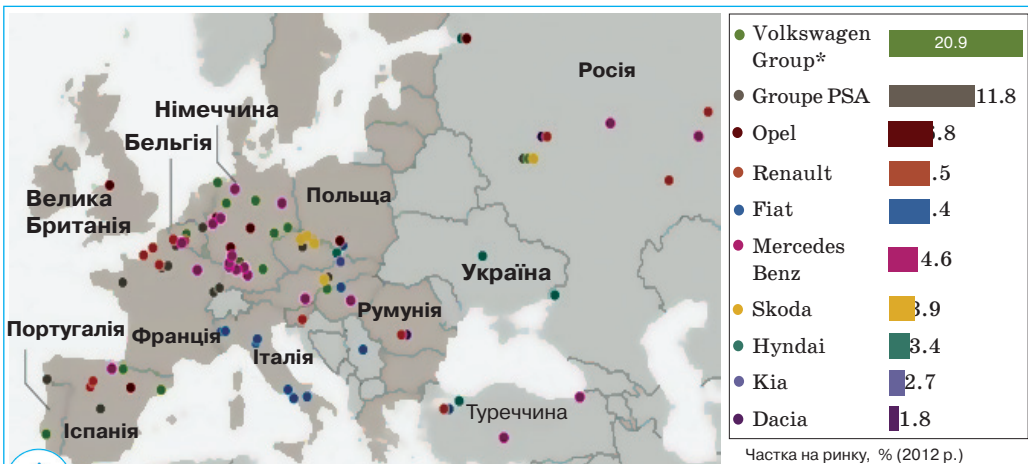 Росія
Німеччина
Бельгія
Велика
Британія
Польща
Україна
Румунія
Португалія
Франція
Італія
Іспанія
Туреччина
Volkswagen
Group*
20.9
Groupe PSA
11.8
Opel
.8
Renault
.5
Fiat
.4
Mercedes
Benz
4.6
Skoda
3.9
Hyndai
3.4
Kia
2.7
Dacia
1.8
Частка на ринку, % (2012 р.)